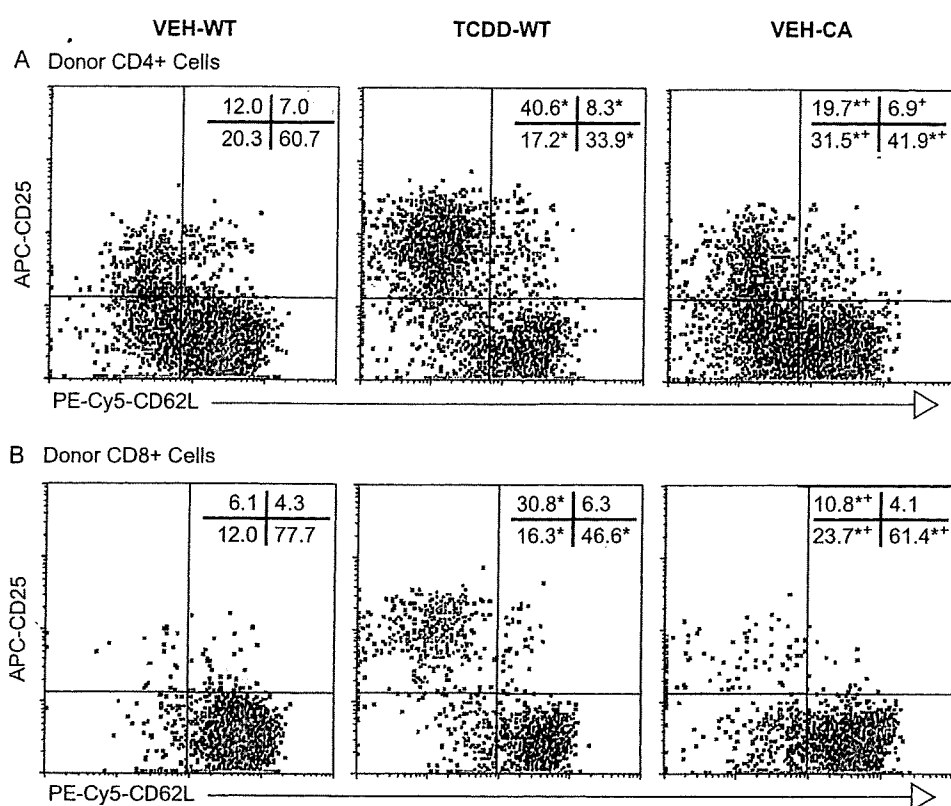 VEH-WT TCDD-WT VEH-CA
A Donor CD4+ Cells
12.0 7.0 40.6* 8.3* 19.7*+ 6.9+
20.3 60.7 17.2* 33.9* 31.5*+ 41.9*+
APC-CD25
PE-Cy5-CD62L
B Donor CD8+ Cells
6.1 4.3 30.8* 6.3 10.8*+ 4.1
12.0 77.7 16.3* 46.6* 23.7*+ 61.4*+
APC-CD25
PE-Cy5-CD62L